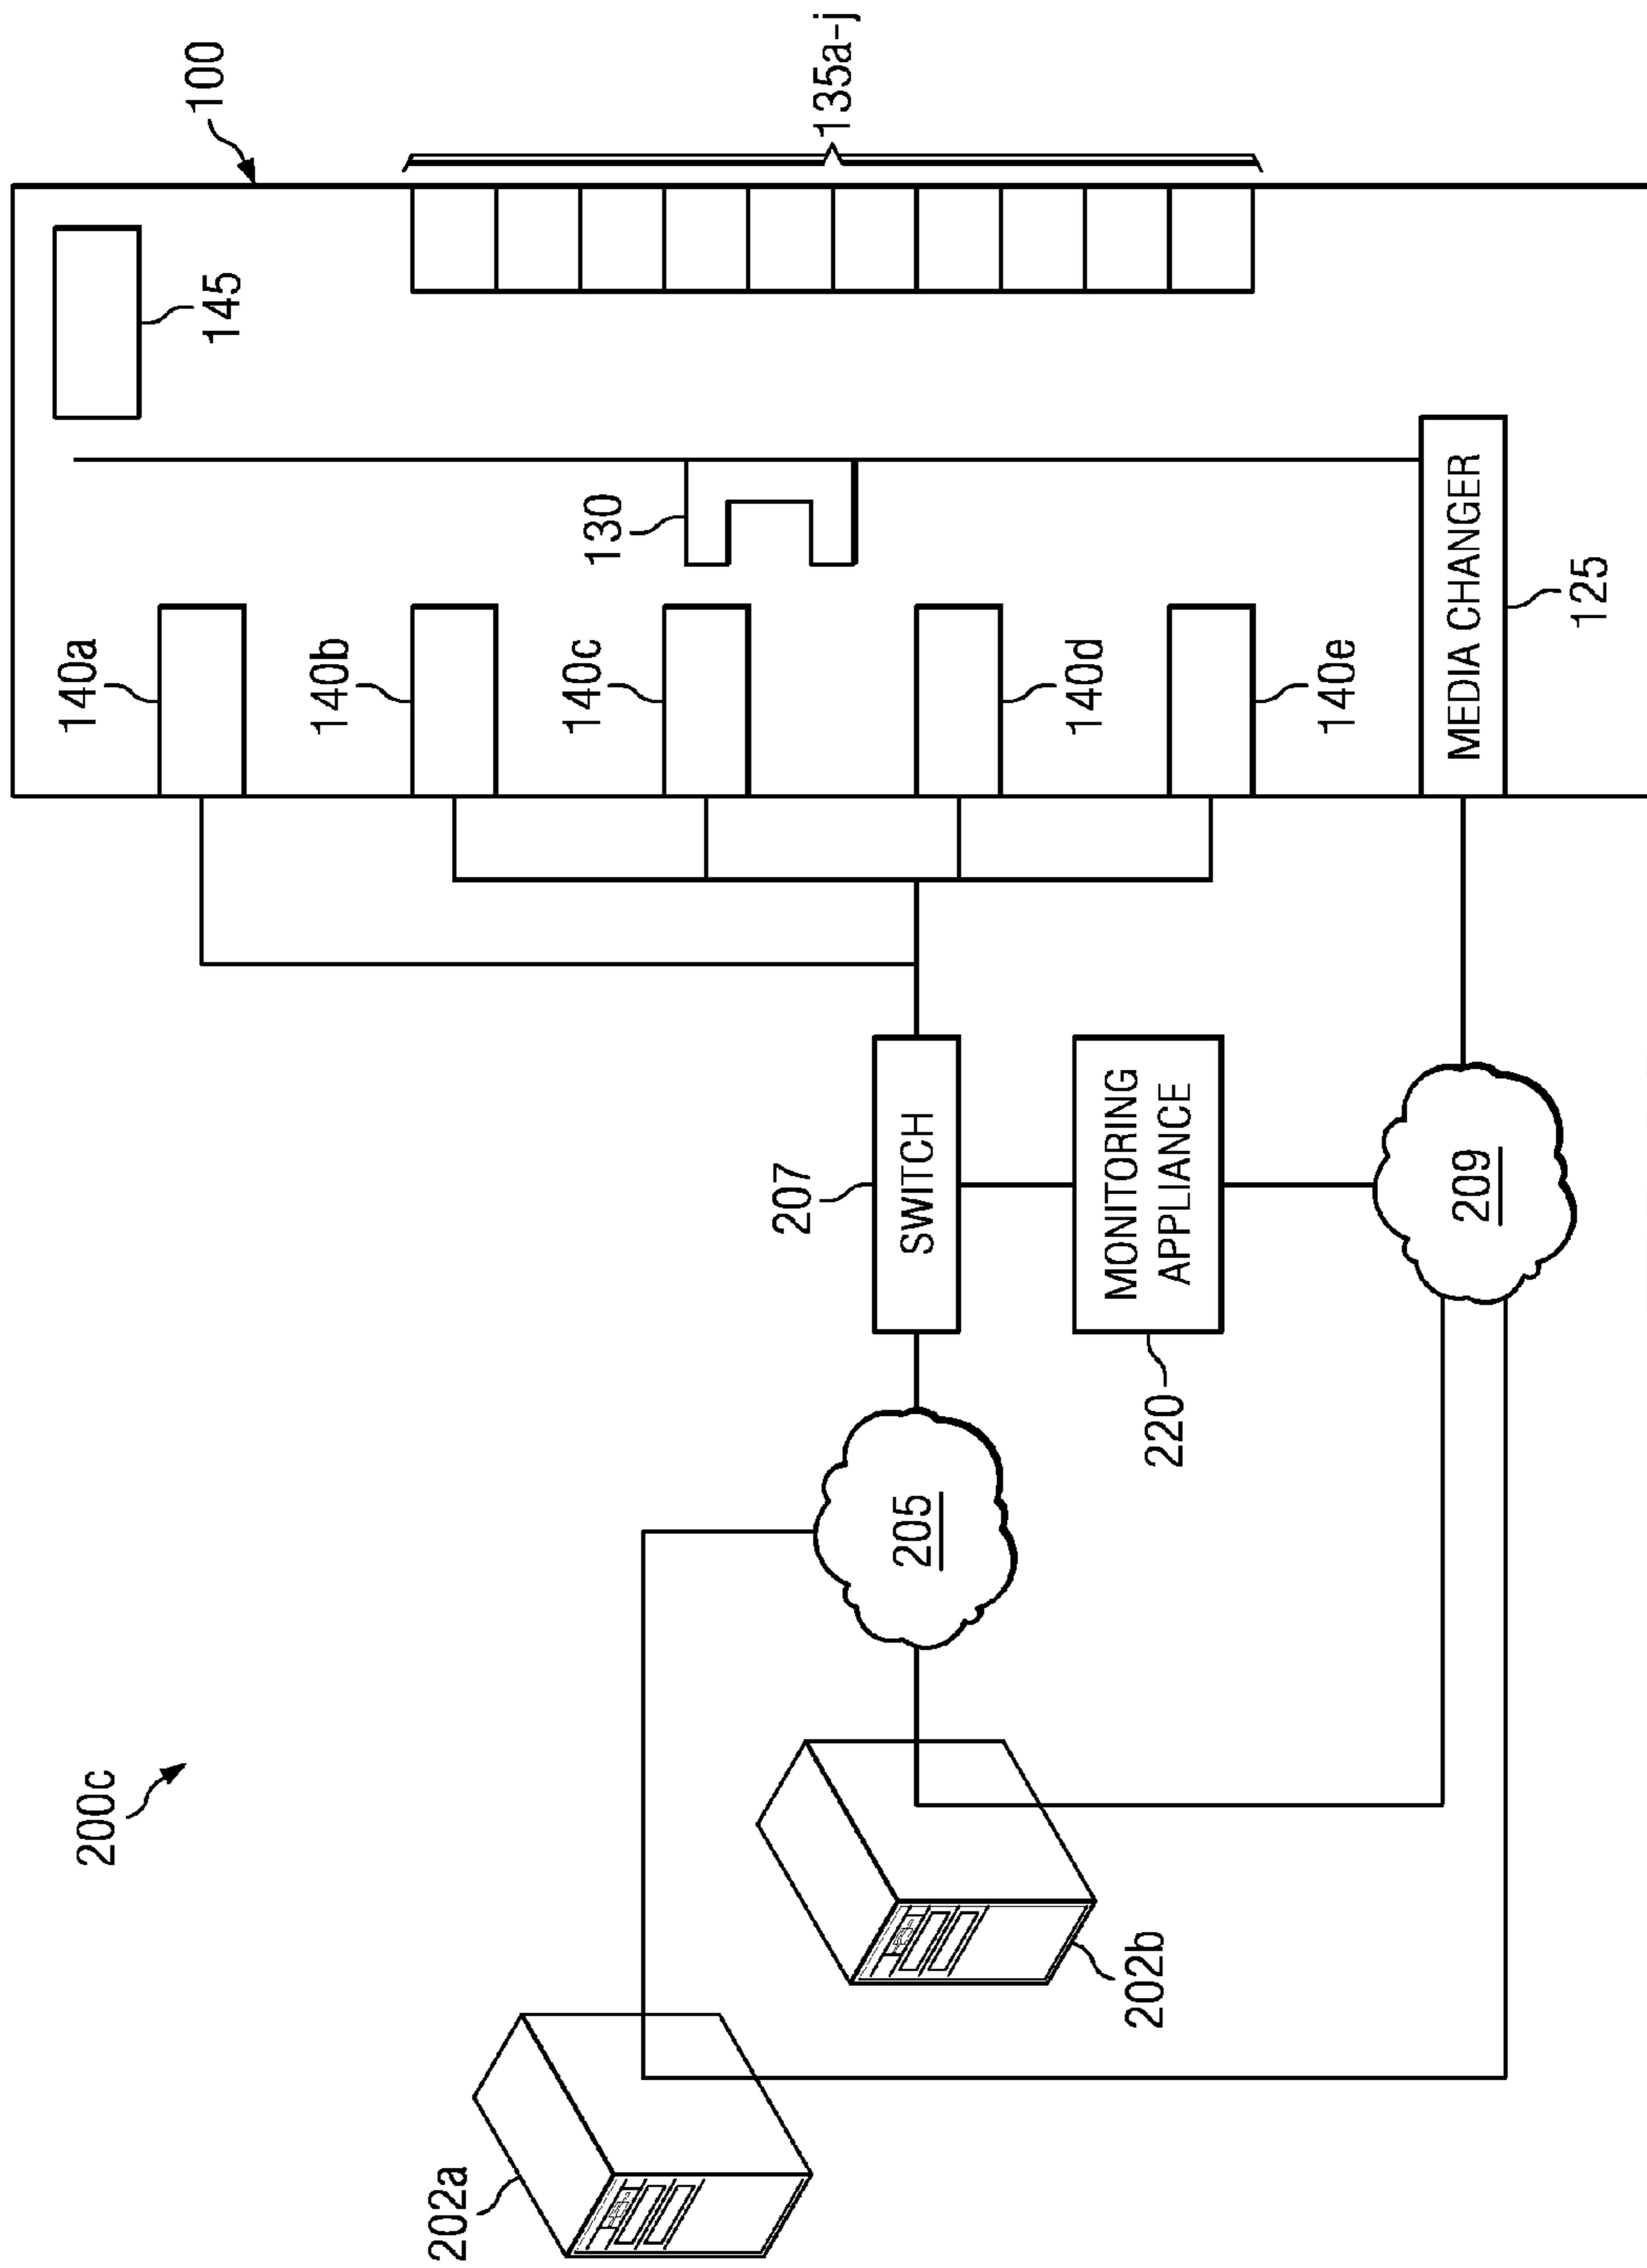 200c
100
145
135a-j
130
140a
140b
140c
140d
140e
MEDIA CHANGER
125
207
SWITCH
MONITORING
APPLIANCE
220
209
205
202a
202b